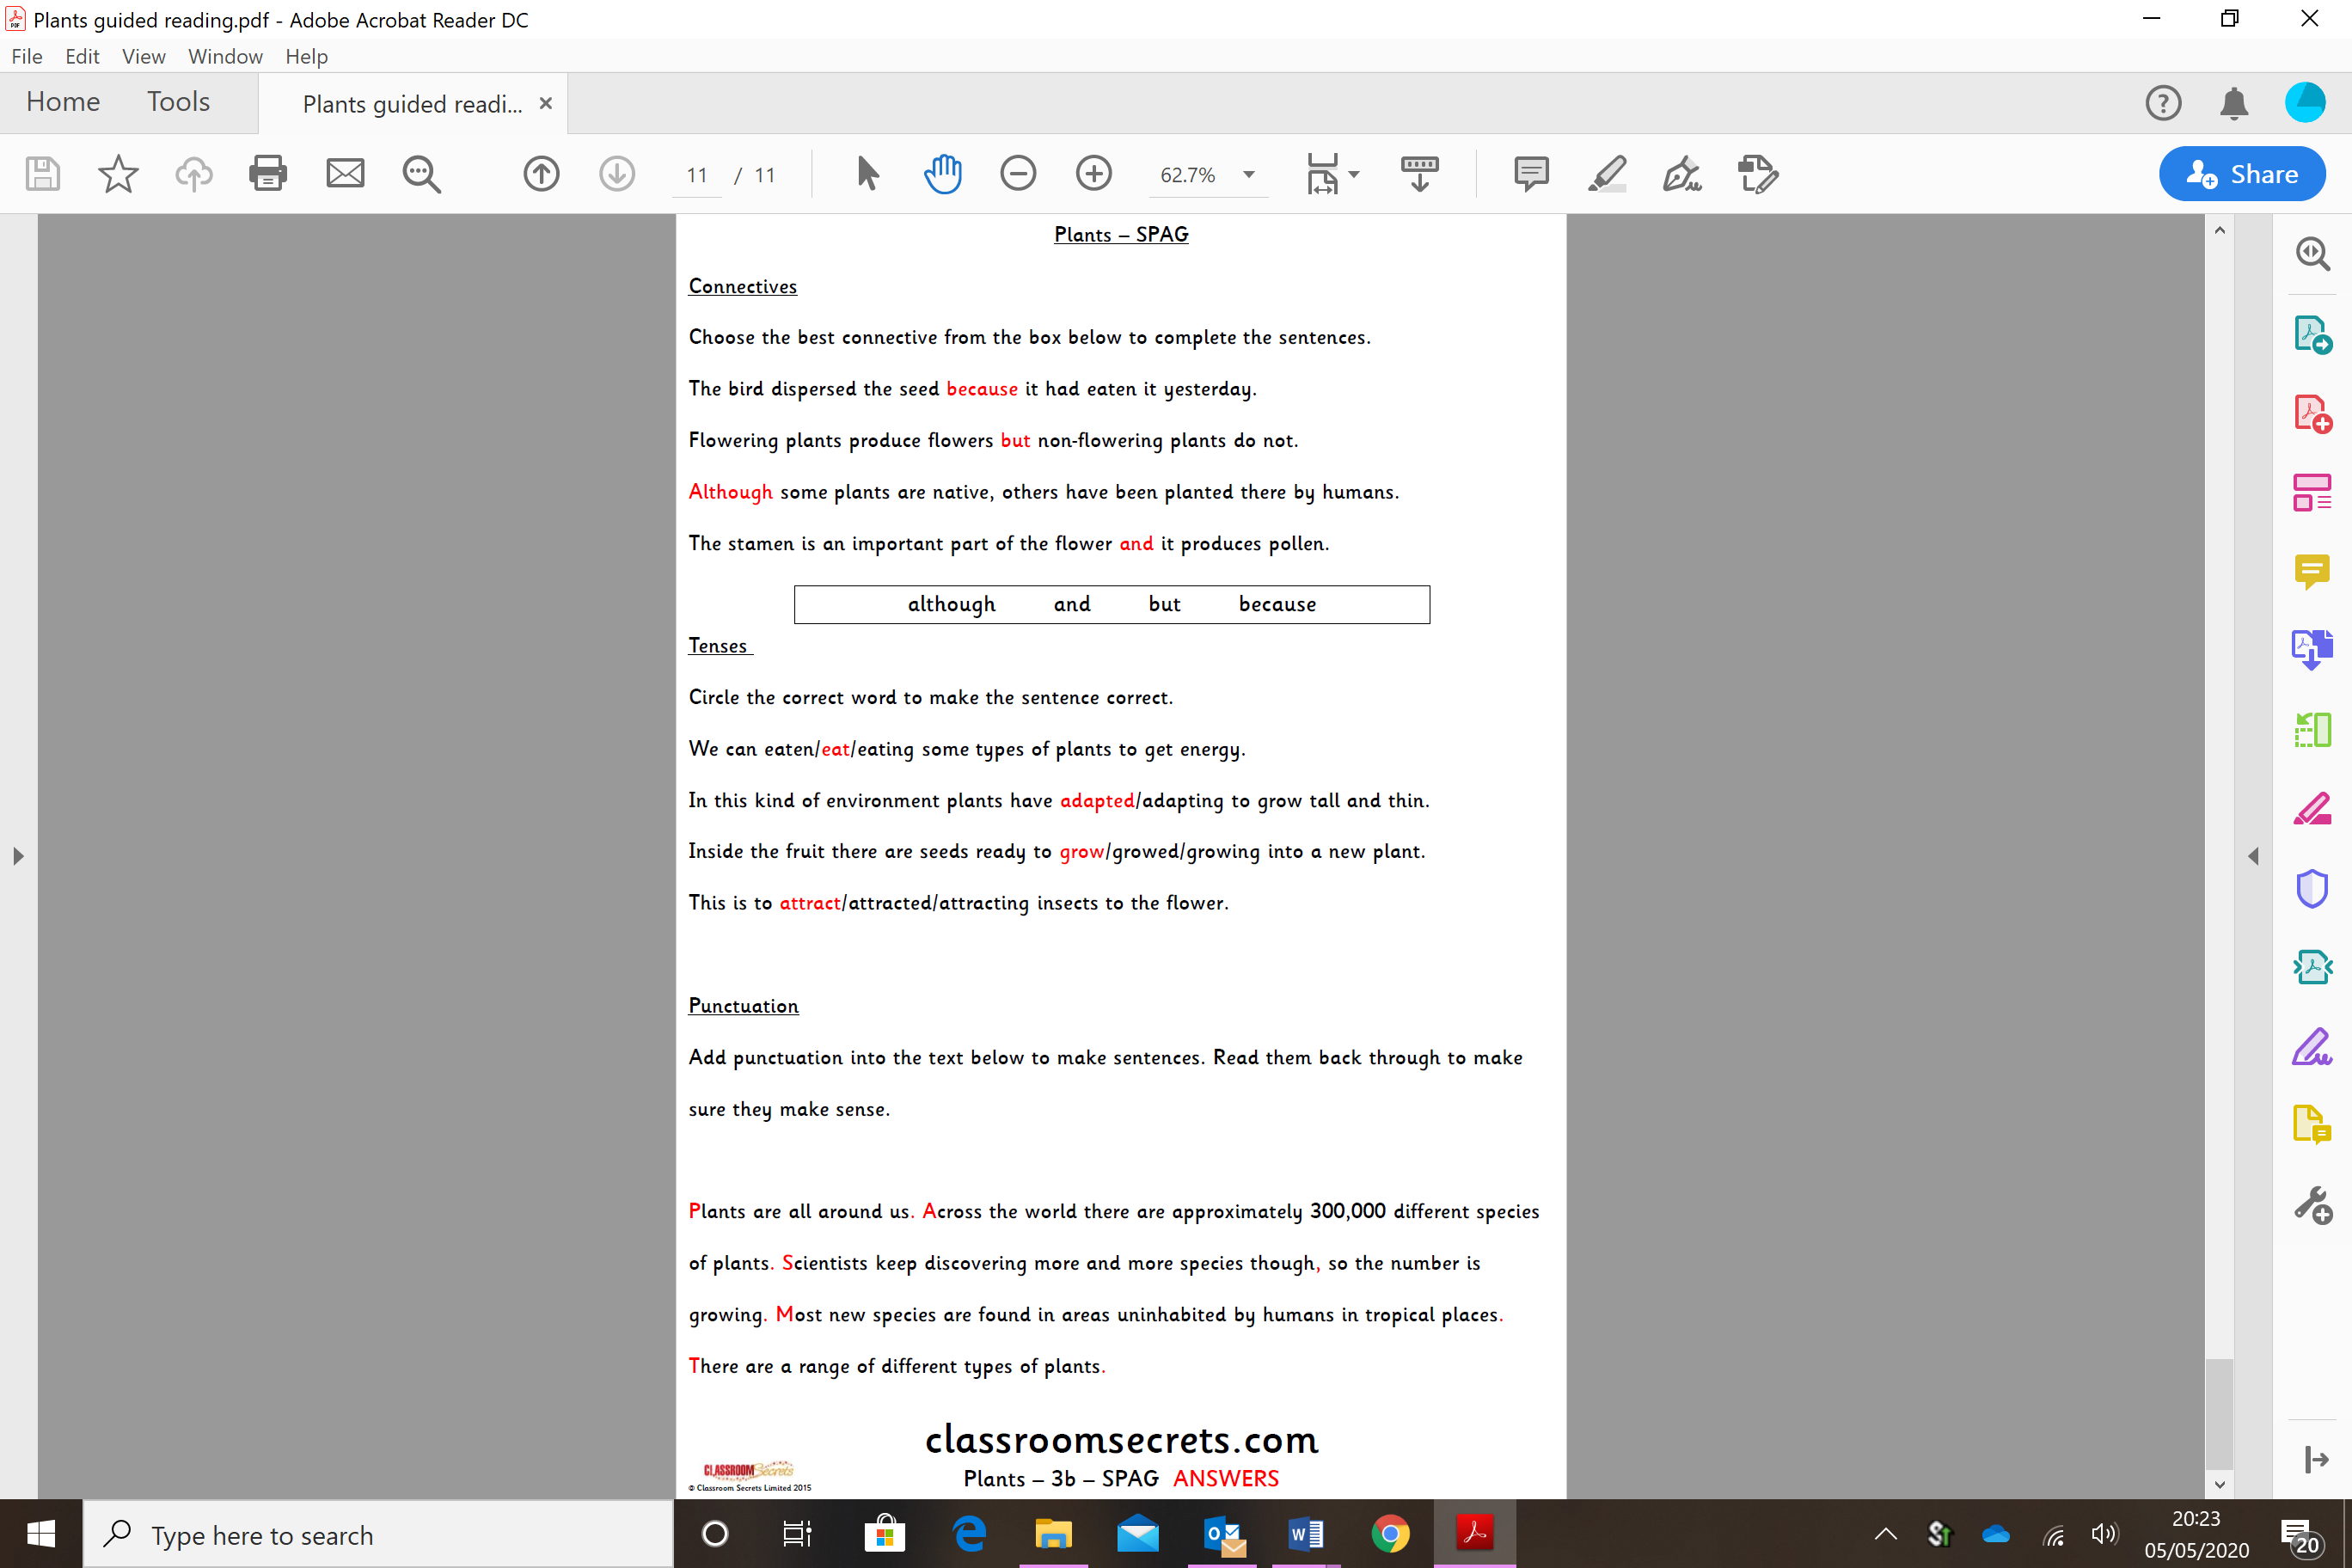 Plants guided reading.pdf - Adobe Acrobat Reader DC
File Edit View Window Help
Home Tools Plants guided readi...
11 / 11 62.7% Share
Plants – SPAG
Connectives
Choose the best connective from the box below to complete the sentences.
The bird dispersed the seed because it had eaten it yesterday.
Flowering plants produce flowers but non-flowering plants do not.
Although some plants are native, others have been planted there by humans.
The stamen is an important part of the flower and it produces pollen.
although and but because
Tenses
Circle the correct word to make the sentence correct.
We can eaten/eat/eating some types of plants to get energy.
In this kind of environment plants have adapted/adapting to grow tall and thin.
Inside the fruit there are seeds ready to grow/growed/growing into a new plant.
This is to attract/attracted/attracting insects to the flower.
Punctuation
Add punctuation into the text below to make sentences. Read them back through to make
sure they make sense.
Plants are all around us. Across the world there are approximately 300,000 different species
of plants. Scientists keep discovering more and more species though, so the number is
growing. Most new species are found in areas uninhabited by humans in tropical places.
There are a range of different types of plants.
classroomsecrets.com
CLASSROOM Secrets
Plants – 3b – SPAG ANSWERS
© Classroom Secrets Limited 2015
Type here to search
20:23
05/05/2020
20